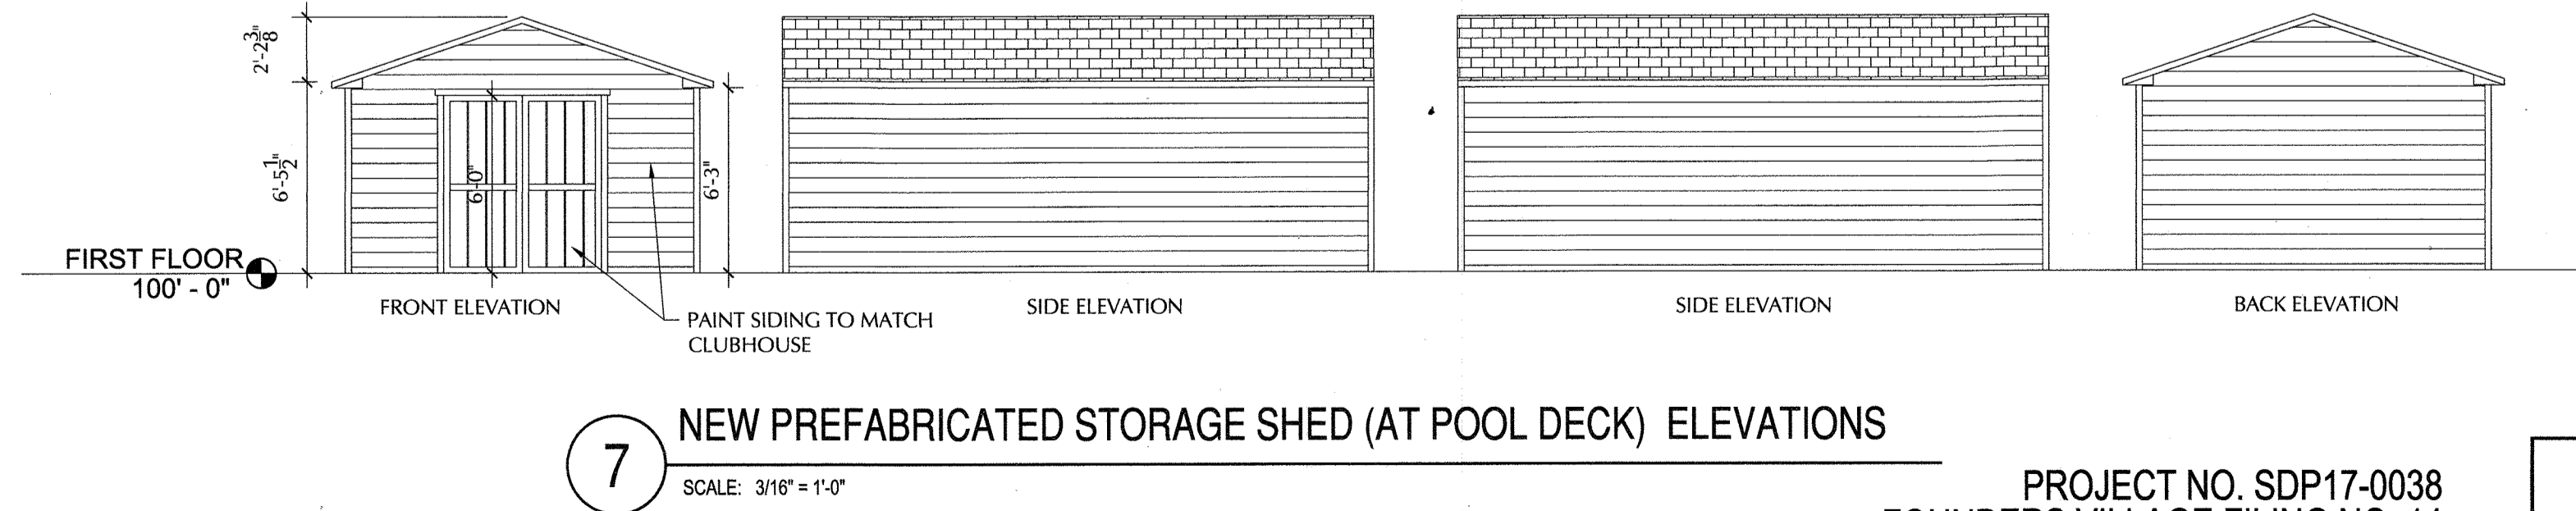 2'-2 3/8"
6'-5 1/2"
6'-0"
6'-3"
FIRST FLOOR
100' - 0"
FRONT ELEVATION
PAINT SIDING TO MATCH
CLUBHOUSE
SIDE ELEVATION
SIDE ELEVATION
BACK ELEVATION
7
NEW PREFABRICATED STORAGE SHED (AT POOL DECK) ELEVATIONS
SCALE: 3/16" = 1'-0"
PROJECT NO. SDP17-0038